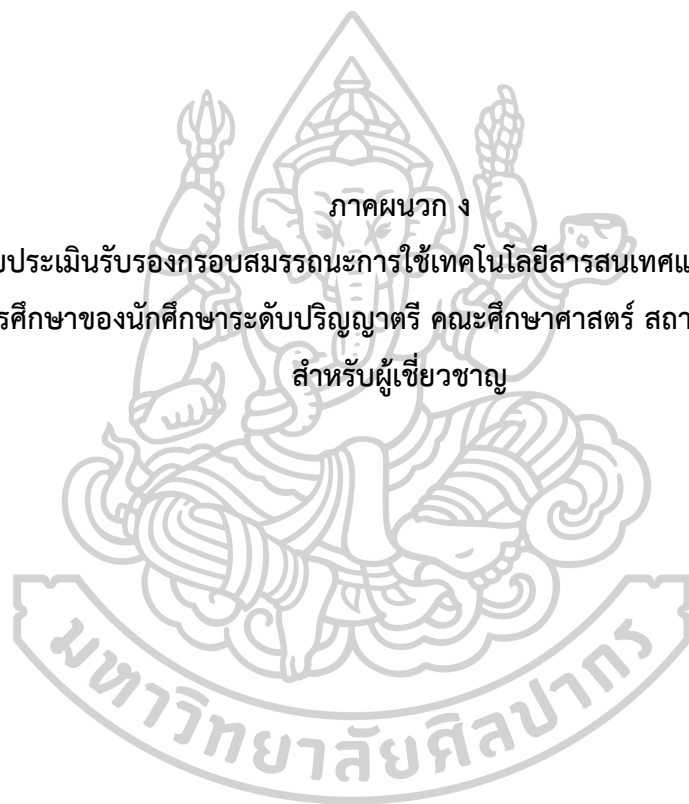 ภาคผนวก ง
ประเมินรับรองกรอบสมรรถนะการใช้เทคโนโลยีสารสนเทศ
ศึกษาของนักศึกษาระดับปริญญาตรี คณะศึกษาศาสตร์
สำหรับผู้เชี่ยวชาญ
มหาวิทยาลัยศิลปากร